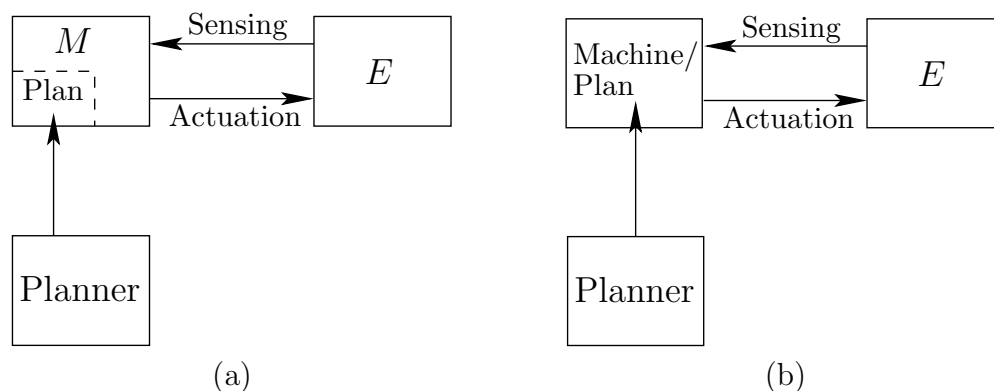 M
Plan
Sensing
Actuation
E
Planner
(a)
Machine/
Plan
Sensing
Actuation
E
Planner
(b)